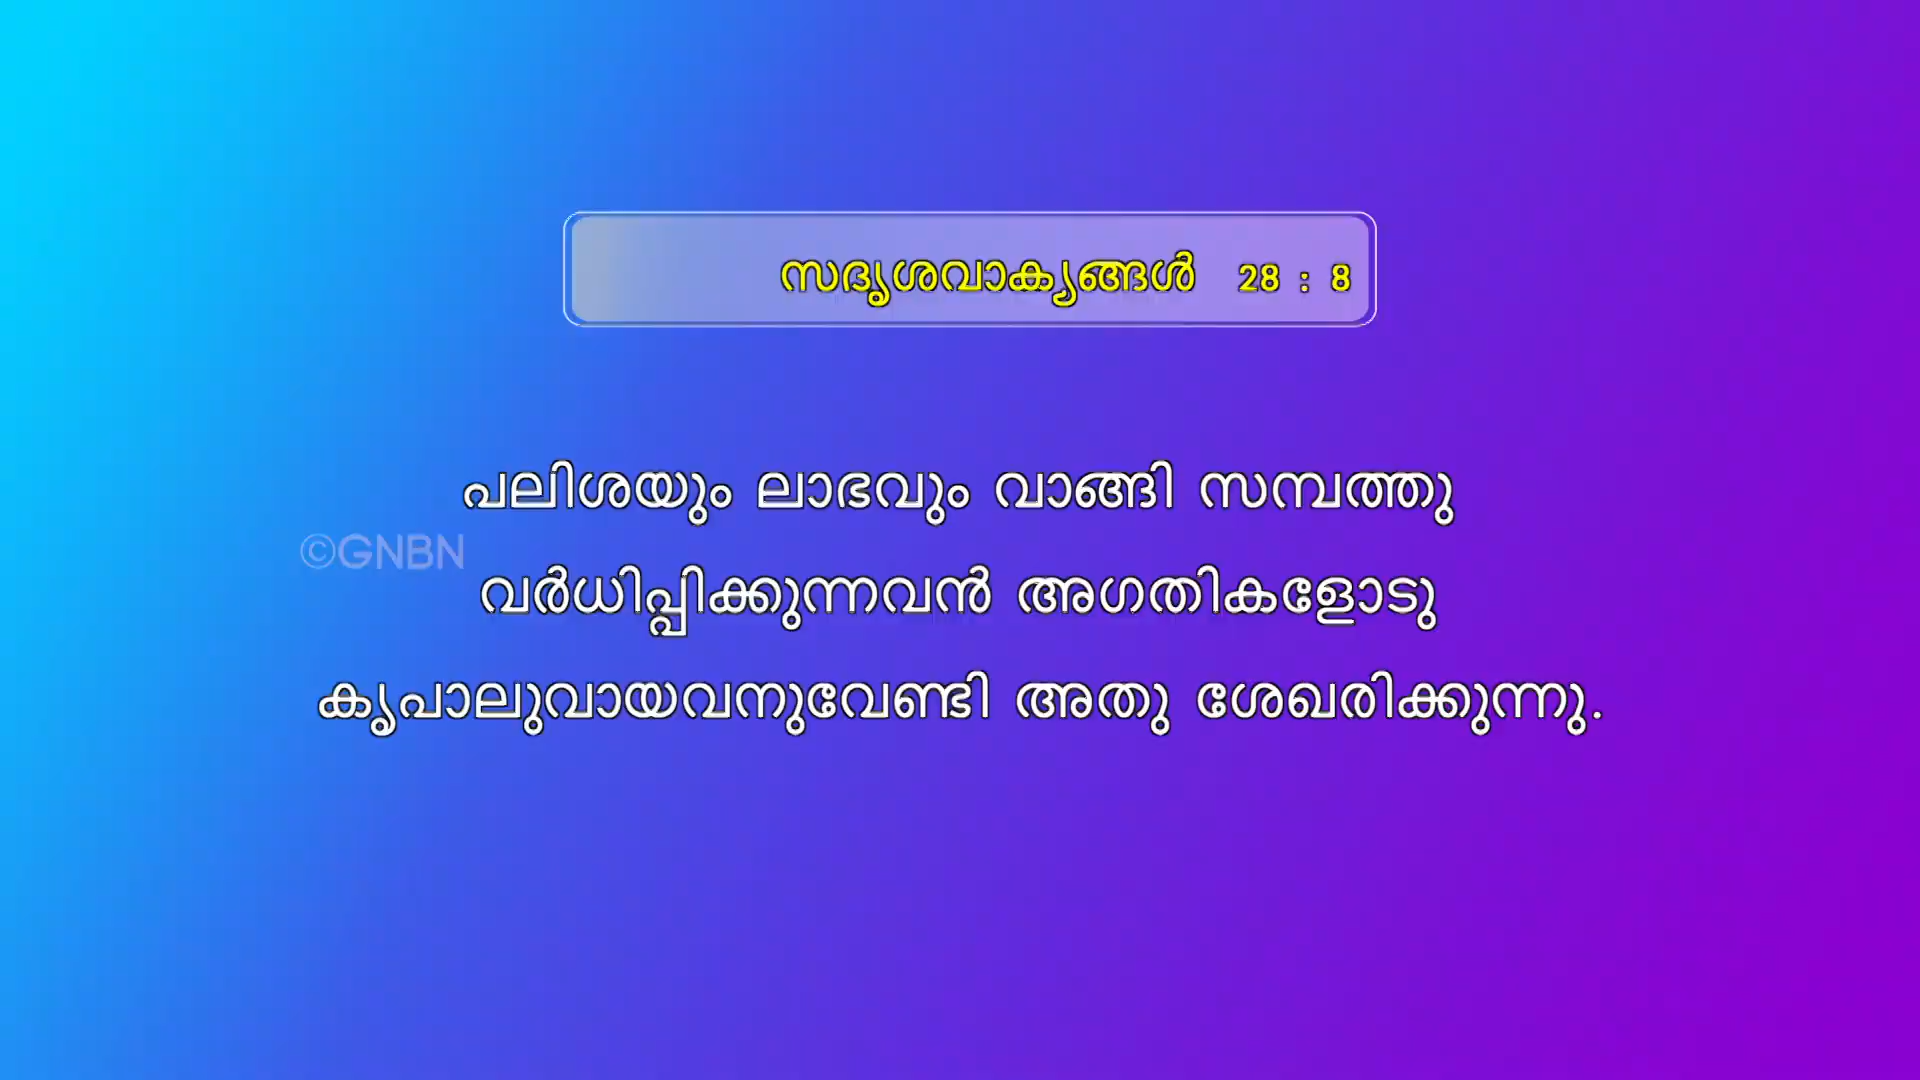 സദൃശവാക്യങ്ങൾ 28 : 8
പലിശയും ലാഭവും വാങ്ങി സമ്പത്തു
©GNBN
വർധിപ്പിക്കുന്നവൻ അഗതികളോടു
കൃപാലുവായവനുവേണ്ടി അതു ശേഖരിക്കുന്നു.